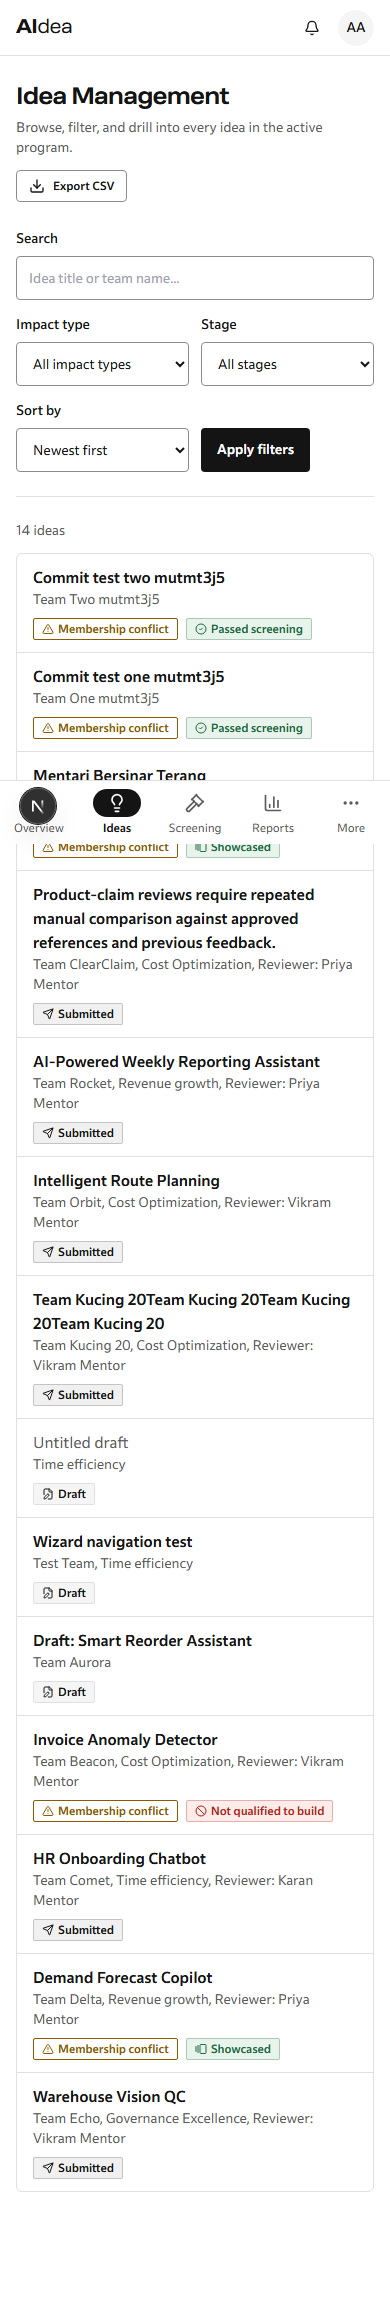 AIdea
AA
Idea Management
Browse, filter, and drill into every idea in the active
program.
Export CSV
Search
Idea title or team name...
Impact type
Stage
All impact types
All stages
Sort by
Newest first
Apply filters
14 ideas
Commit test two mutmt3j5
Team Two mutmt3j5
Membership conflict
Passed screening
Commit test one mutmt3j5
Team One mutmt3j5
Membership conflict
Passed screening
Mentari Bersinar Terang
N
Overview
Ideas
Screening
Reports
More
Membership conflict
Showcased
Product-claim reviews require repeated
manual comparison against approved
references and previous feedback.
Team ClearClaim, Cost Optimization, Reviewer: Priya
Mentor
Submitted
AI-Powered Weekly Reporting Assistant
Team Rocket, Revenue growth, Reviewer: Priya
Mentor
Submitted
Intelligent Route Planning
Team Orbit, Cost Optimization, Reviewer: Vikram
Mentor
Submitted
Team Kucing 20Team Kucing 20Team Kucing
20Team Kucing 20
Team Kucing 20, Cost Optimization, Reviewer:
Vikram Mentor
Submitted
Untitled draft
Time efficiency
Draft
Wizard navigation test
Test Team, Time efficiency
Draft
Draft: Smart Reorder Assistant
Team Aurora
Draft
Invoice Anomaly Detector
Team Beacon, Cost Optimization, Reviewer: Vikram
Mentor
Membership conflict
Not qualified to build
HR Onboarding Chatbot
Team Comet, Time efficiency, Reviewer: Karan
Mentor
Submitted
Demand Forecast Copilot
Team Delta, Revenue growth, Reviewer: Priya
Mentor
Membership conflict
Showcased
Warehouse Vision QC
Team Echo, Governance Excellence, Reviewer:
Vikram Mentor
Submitted